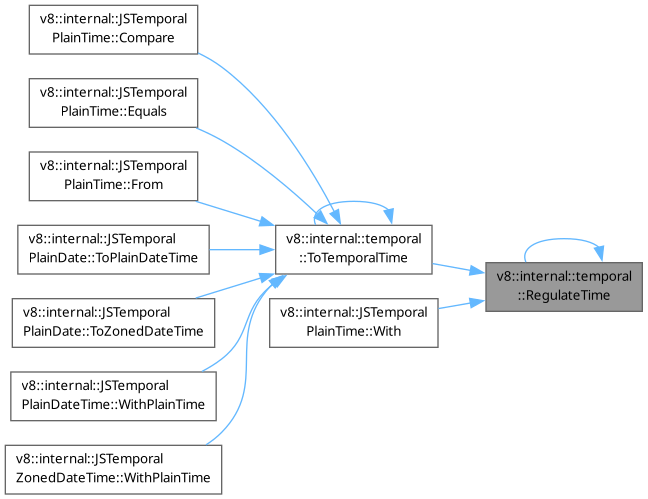 v8::internal::JSTemporal
PlainTime::Compare
v8::internal::JSTemporal
PlainTime::Equals
v8::internal::JSTemporal
PlainTime::From
v8::internal::JSTemporal
PlainDate::ToPlainDateTime
v8::internal::JSTemporal
PlainDate::ToZonedDateTime
v8::internal::JSTemporal
PlainDateTime::WithPlainTime
v8::internal::JSTemporal
ZonedDateTime::WithPlainTime
v8::internal::temporal
::ToTemporalTime
v8::internal::JSTemporal
PlainTime::With
v8::internal::temporal
::RegulateTime